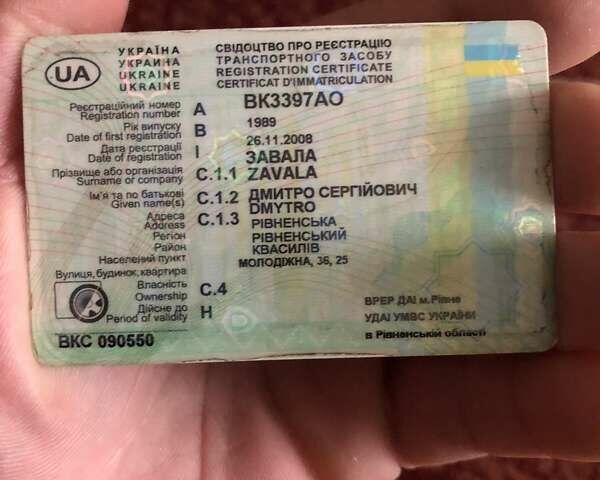 UA
УКРАЇНА
УКРАИНА
UKRAINE
UKRAINE
СВІДОЦТВО ПРО РЕЄСТРАЦІЮ
ТРАНСПОРТНОГО ЗАСОБУ
REGISTRATION CERTIFICATE
CERTIFICAT D'IMMATRICULATION
Реєстраційний номер
Registration number A BK3397AO
Рік випуску B 1989
Date of first registration
Дата реєстрації I 26.11.2008
Date of registration
Прізвище або організація C.1.1 ЗАВАЛА
Surname of company ZAVALA
Ім'я та по батькові C.1.2 ДМИТРО СЕРГІЙОВИЧ
Given name(s) DMYTRO
Адреса C.1.3 РІВНЕНСЬКА
Address
Регіон РІВНЕНСЬКИЙ
Район КВАСИЛІВ
Населений пункт МОЛОДІЖНА, 36, 25
Вулиця, будинок, квартира
Власність C.4
Ownership
Дійсне до H
Period of validity
ВРЕР ДАІ м.Рівне
УДАІ УМВС УКРАЇНИ
в Рівненській області
ВКС 090550